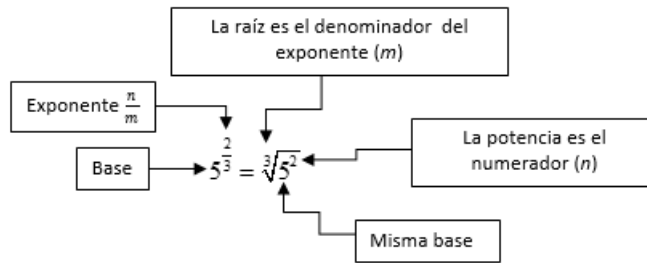 La raíz es el denominador del
exponente (m)
Exponente n/m
Base
5^(2/3) = ∛5²
La potencia es el
numerador (n)
Misma base